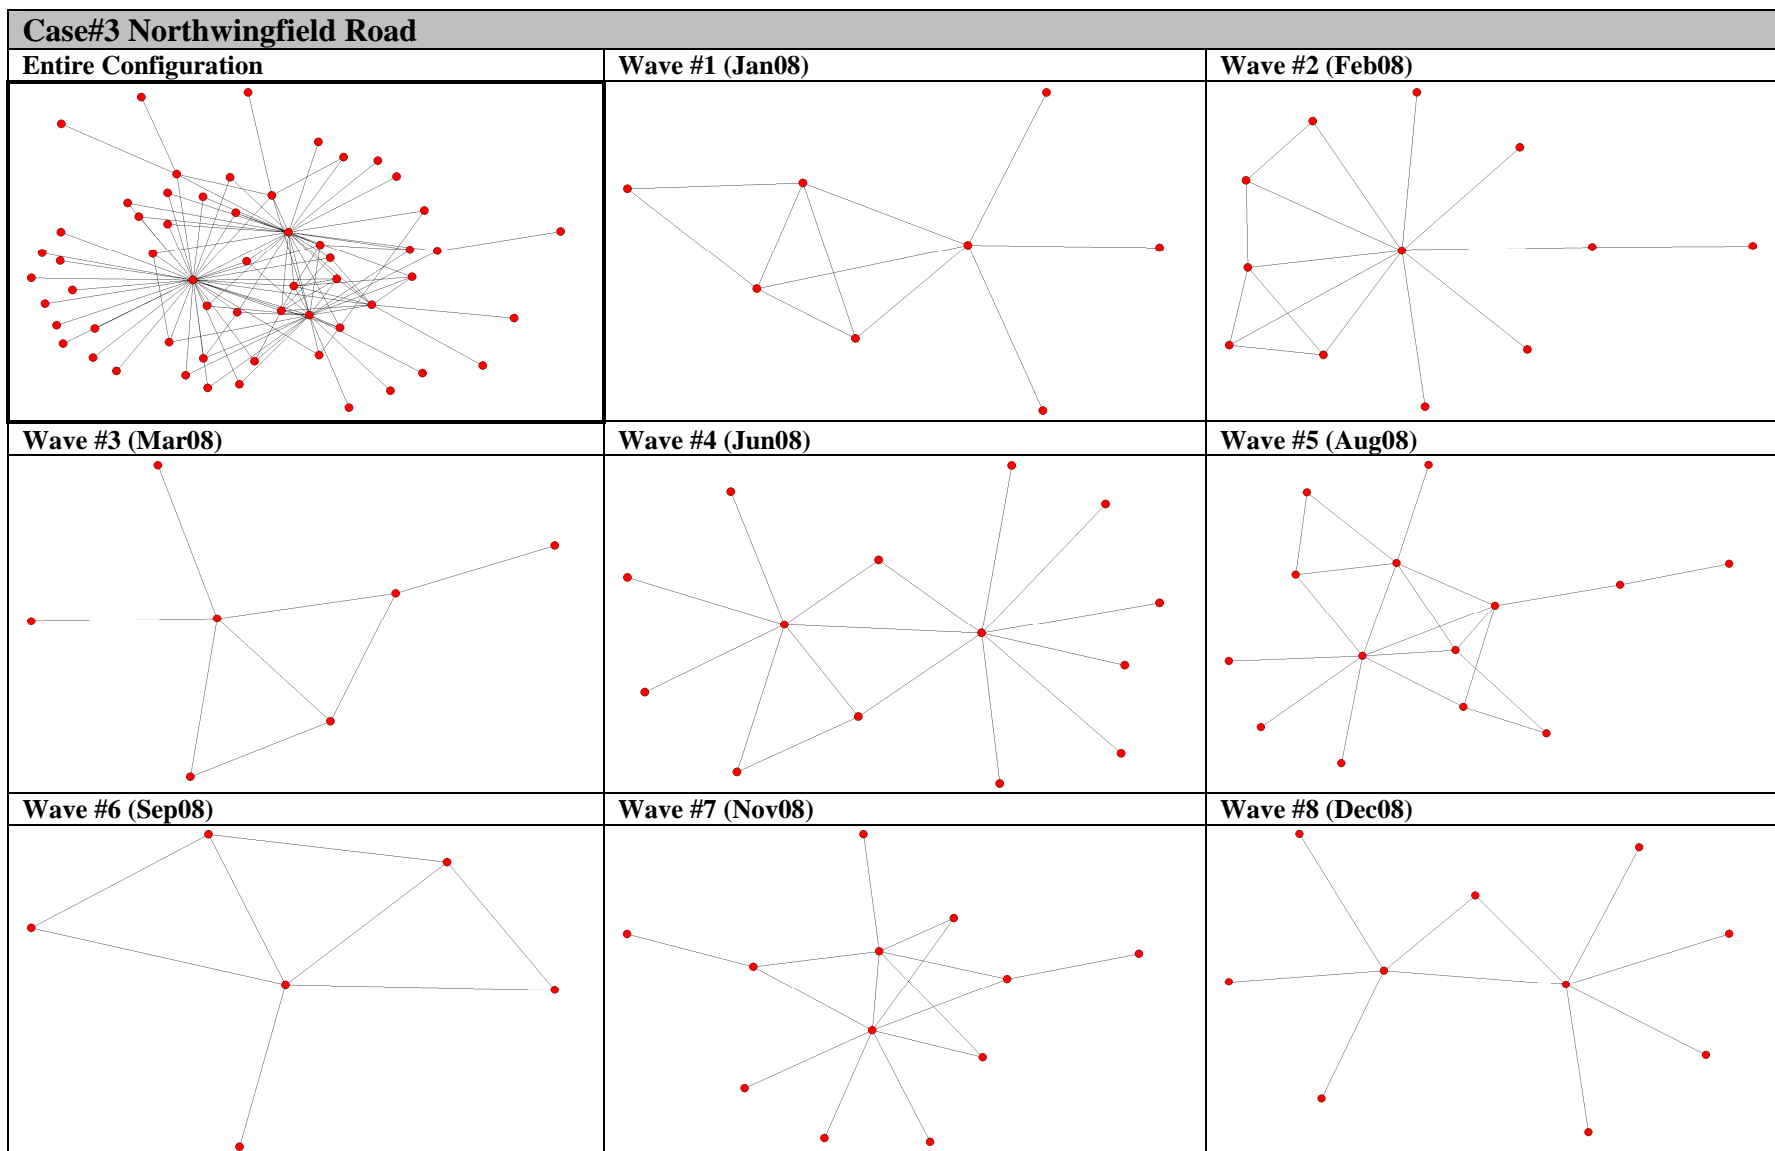 Case#3 Northwingfield Road
Entire Configuration
Wave #1 (Jan08)
Wave #2 (Feb08)
Wave #3 (Mar08)
Wave #4 (Jun08)
Wave #5 (Aug08)
Wave #6 (Sep08)
Wave #7 (Nov08)
Wave #8 (Dec08)